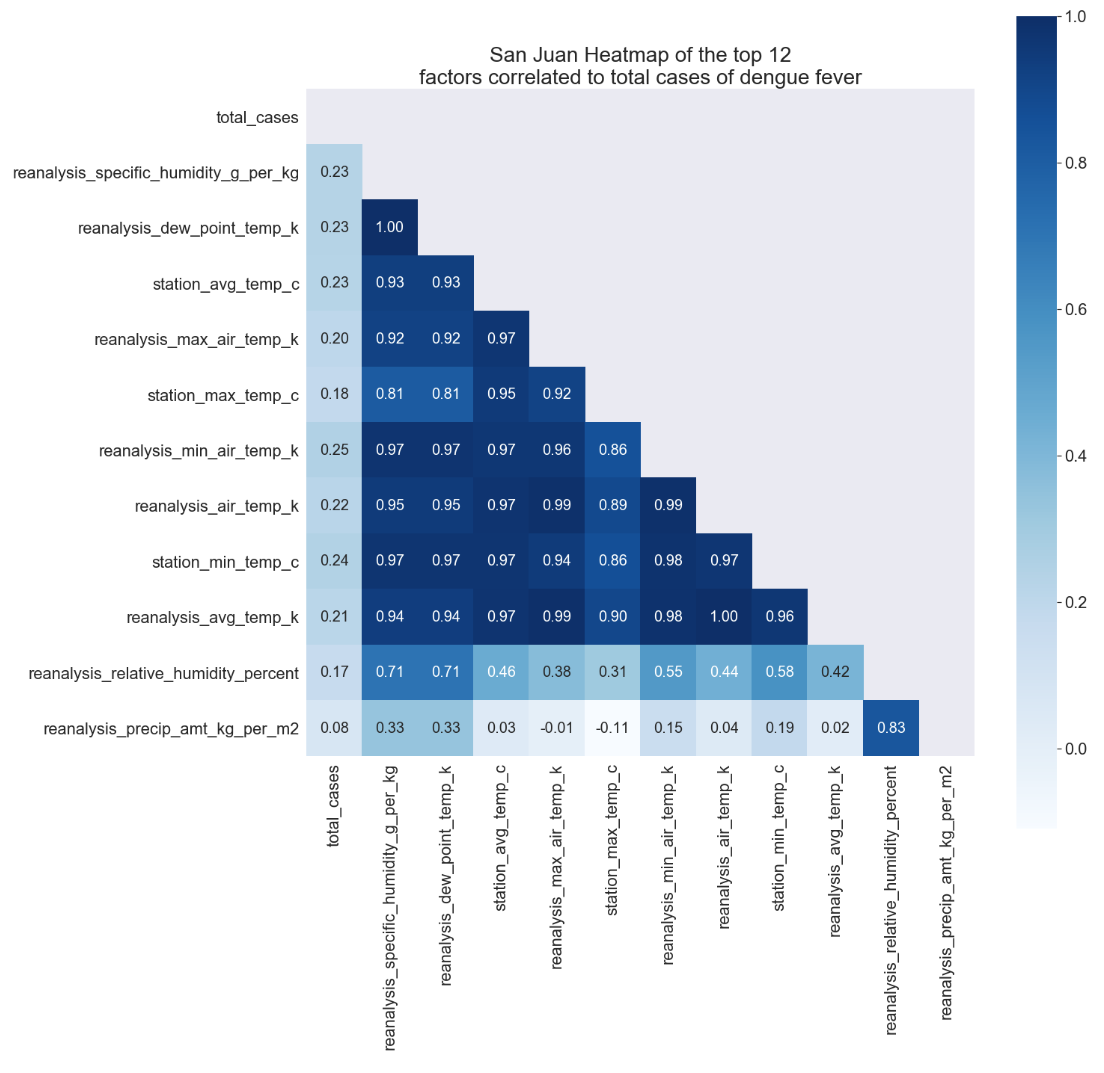 San Juan Heatmap of the top 12
factors correlated to total cases of dengue fever
total_cases
reanalysis_specific_humidity_g_per_kg 0.23
reanalysis_dew_point_temp_k 0.23 1.00
station_avg_temp_c 0.23 0.93 0.93
reanalysis_max_air_temp_k 0.20 0.92 0.92 0.97
station_max_temp_c 0.18 0.81 0.81 0.95 0.92
reanalysis_min_air_temp_k 0.25 0.97 0.97 0.97 0.96 0.86
reanalysis_air_temp_k 0.22 0.95 0.95 0.97 0.99 0.89 0.99
station_min_temp_c 0.24 0.97 0.97 0.97 0.94 0.86 0.98 0.97
reanalysis_avg_temp_k 0.21 0.94 0.94 0.97 0.99 0.90 0.98 1.00 0.96
reanalysis_relative_humidity_percent 0.17 0.71 0.71 0.46 0.38 0.31 0.55 0.44 0.58 0.42
reanalysis_precip_amt_kg_per_m2 0.08 0.33 0.33 0.03 -0.01 -0.11 0.15 0.04 0.19 0.02 0.83
total_cases
reanalysis_specific_humidity_g_per_kg
reanalysis_dew_point_temp_k
station_avg_temp_c
reanalysis_max_air_temp_k
station_max_temp_c
reanalysis_min_air_temp_k
reanalysis_air_temp_k
station_min_temp_c
reanalysis_avg_temp_k
reanalysis_relative_humidity_percent
reanalysis_precip_amt_kg_per_m2
1.0
0.8
0.6
0.4
0.2
0.0